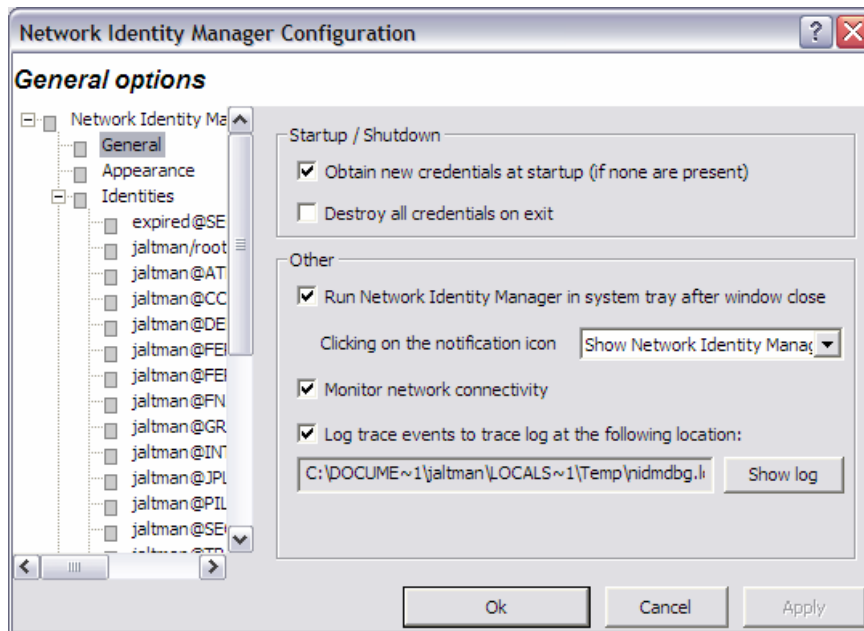 Network Identity Manager Configuration
General options
Network Identity Ma
General
Appearance
Identities
expired@SE
jaltman/root
jaltman@AT
jaltman@CC
jaltman@DE
jaltman@FE
jaltman@FE
jaltman@FN
jaltman@GR
jaltman@IN
jaltman@JPL
jaltman@PIL
jaltman@SE
Startup / Shutdown
Obtain new credentials at startup (if none are present)
Destroy all credentials on exit
Other
Run Network Identity Manager in system tray after window close
Clicking on the notification icon
Show Network Identity Manag
Monitor network connectivity
Log trace events to trace log at the following location:
C:\DOCUME~1\jaltman\LOCALS~1\Temp\nidmdbg.l
Show log
Ok
Cancel
Apply